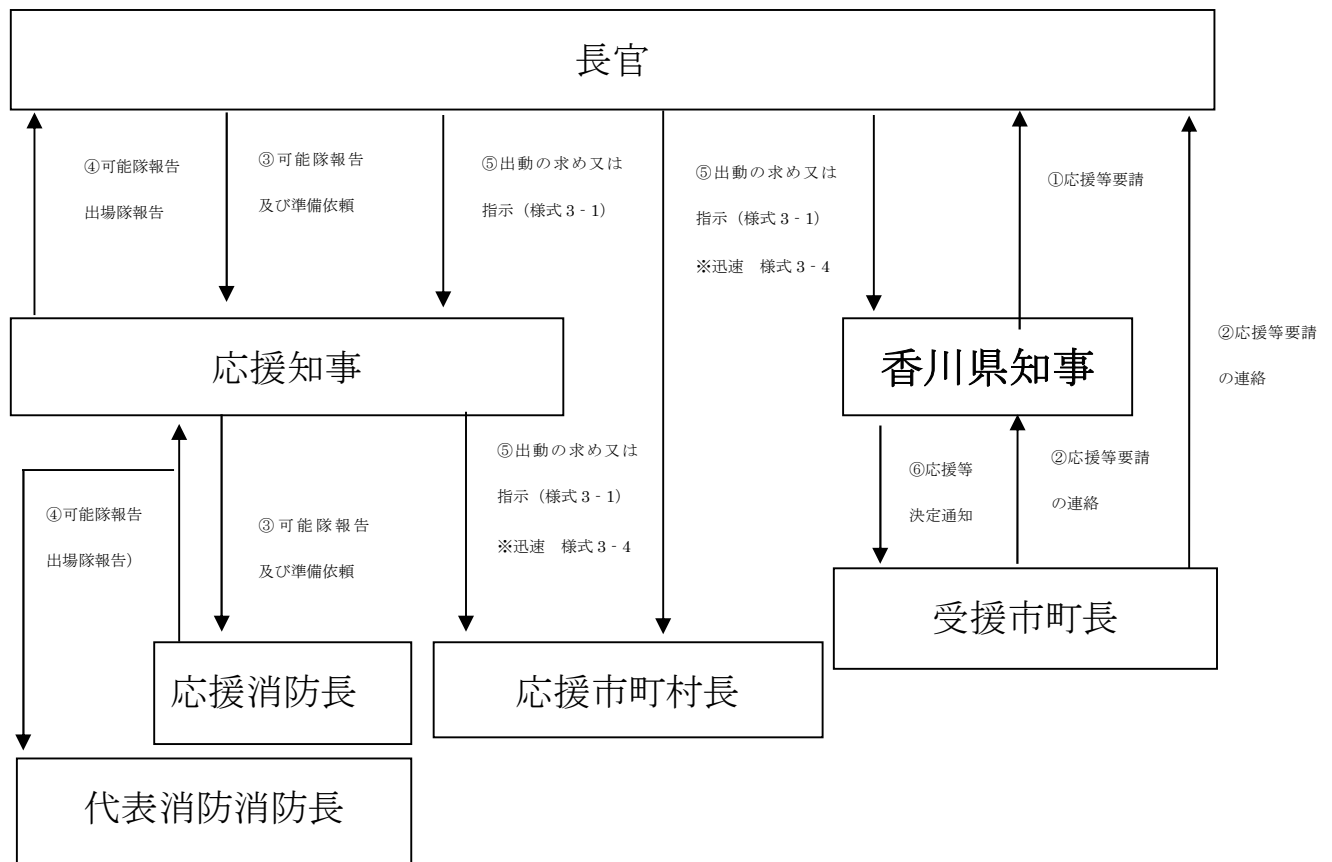 長官
④可能隊報告
出場隊報告
③可能隊報告
及び準備依頼
⑤出動の求め又は
指示（様式3‐1）
⑤出動の求め又は
指示（様式3‐1）
※迅速　様式3‐4
①応援等要請
②応援等要請
の連絡
応援知事
香川県知事
④可能隊報告
出場隊報告）
③可能隊報告
及び準備依頼
⑤出動の求め又は
指示（様式3‐1）
※迅速　様式3‐4
⑥応援等
決定通知
②応援等要請
の連絡
受援市町長
応援消防長
応援市町村長
代表消防消防長